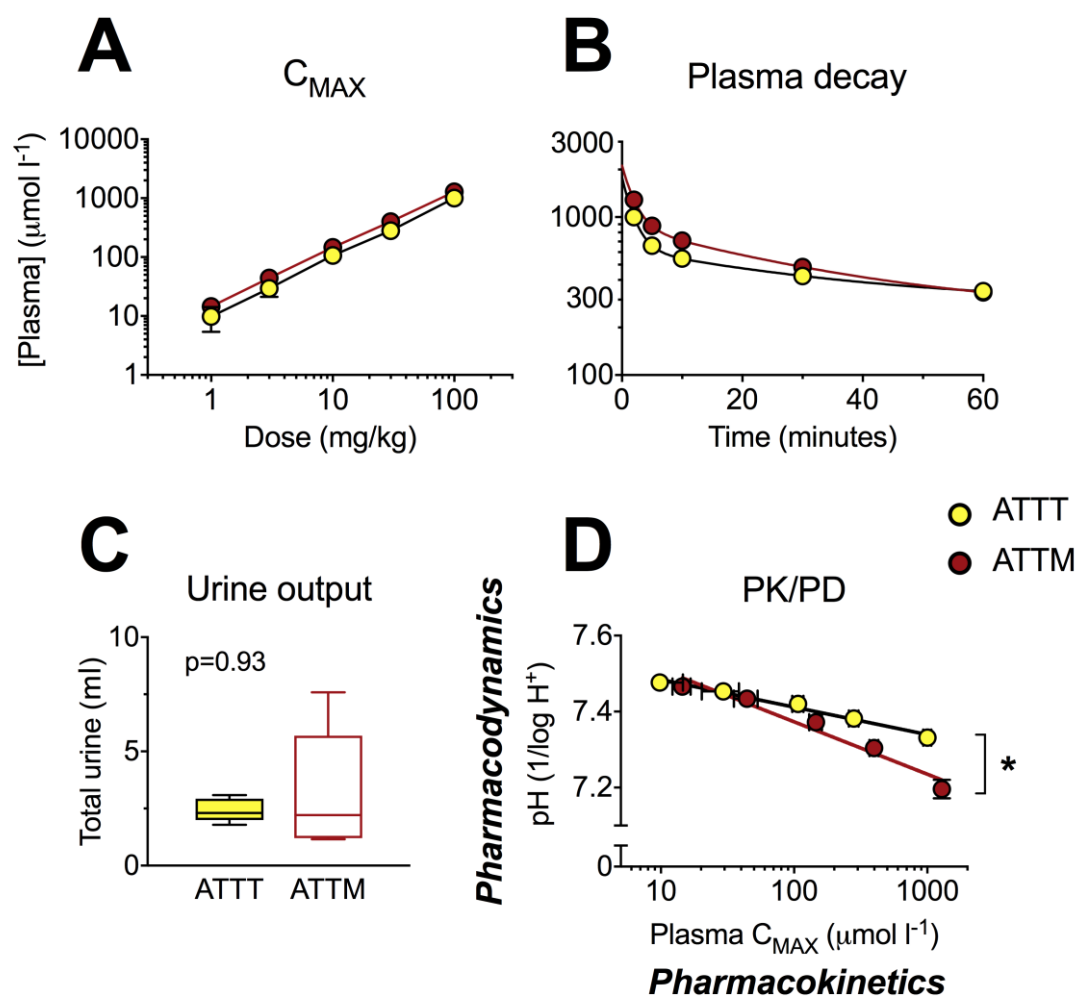 A
C_MAX
[Plasma] (μmol l⁻¹)
10000
1000
100
10
1
1
10
100
Dose (mg/kg)
B
Plasma decay
3000
1000
300
100
0
20
40
60
Time (minutes)
ATTT
ATTM
C
Urine output
Total urine (ml)
10
5
0
p=0.93
ATTT
ATTM
D
PK/PD
Pharmacodynamics
pH (1/log H⁺)
7.6
7.4
7.2
0
*
10
100
1000
Plasma C_MAX (μmol l⁻¹)
Pharmacokinetics